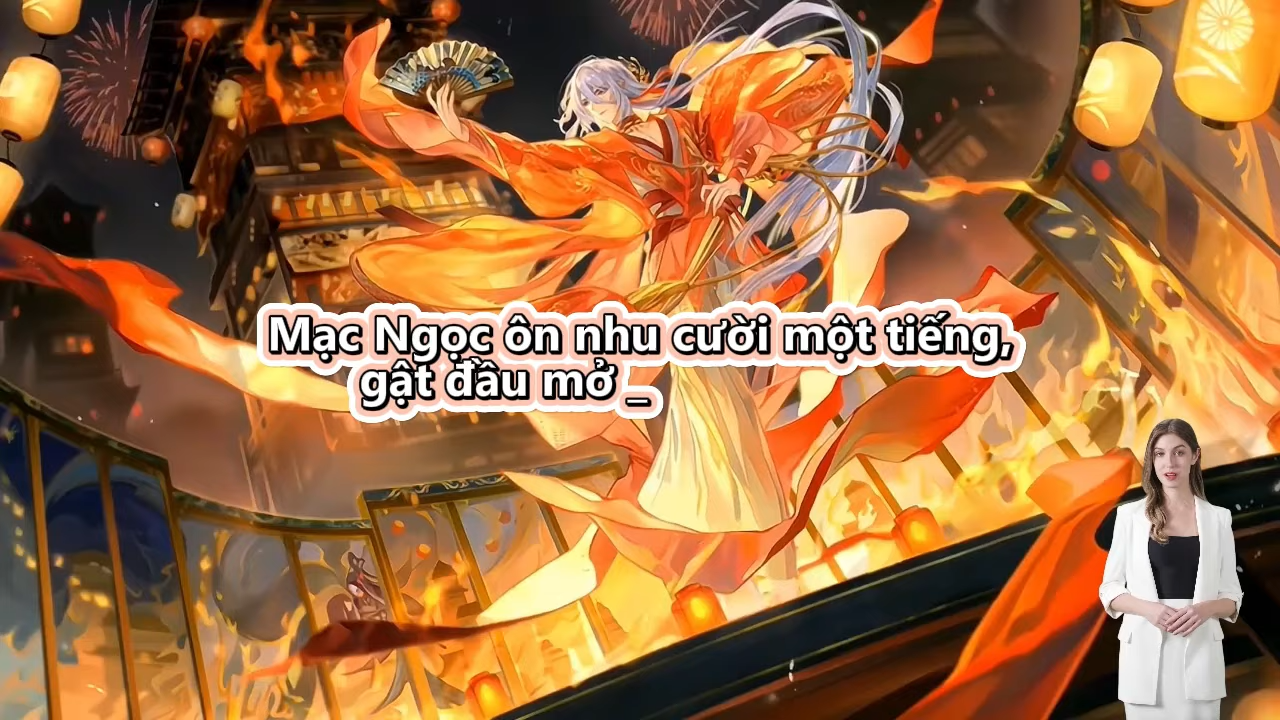 Mạc Ngọc ôn nhu cười một tiếng,
gật đầu mở _